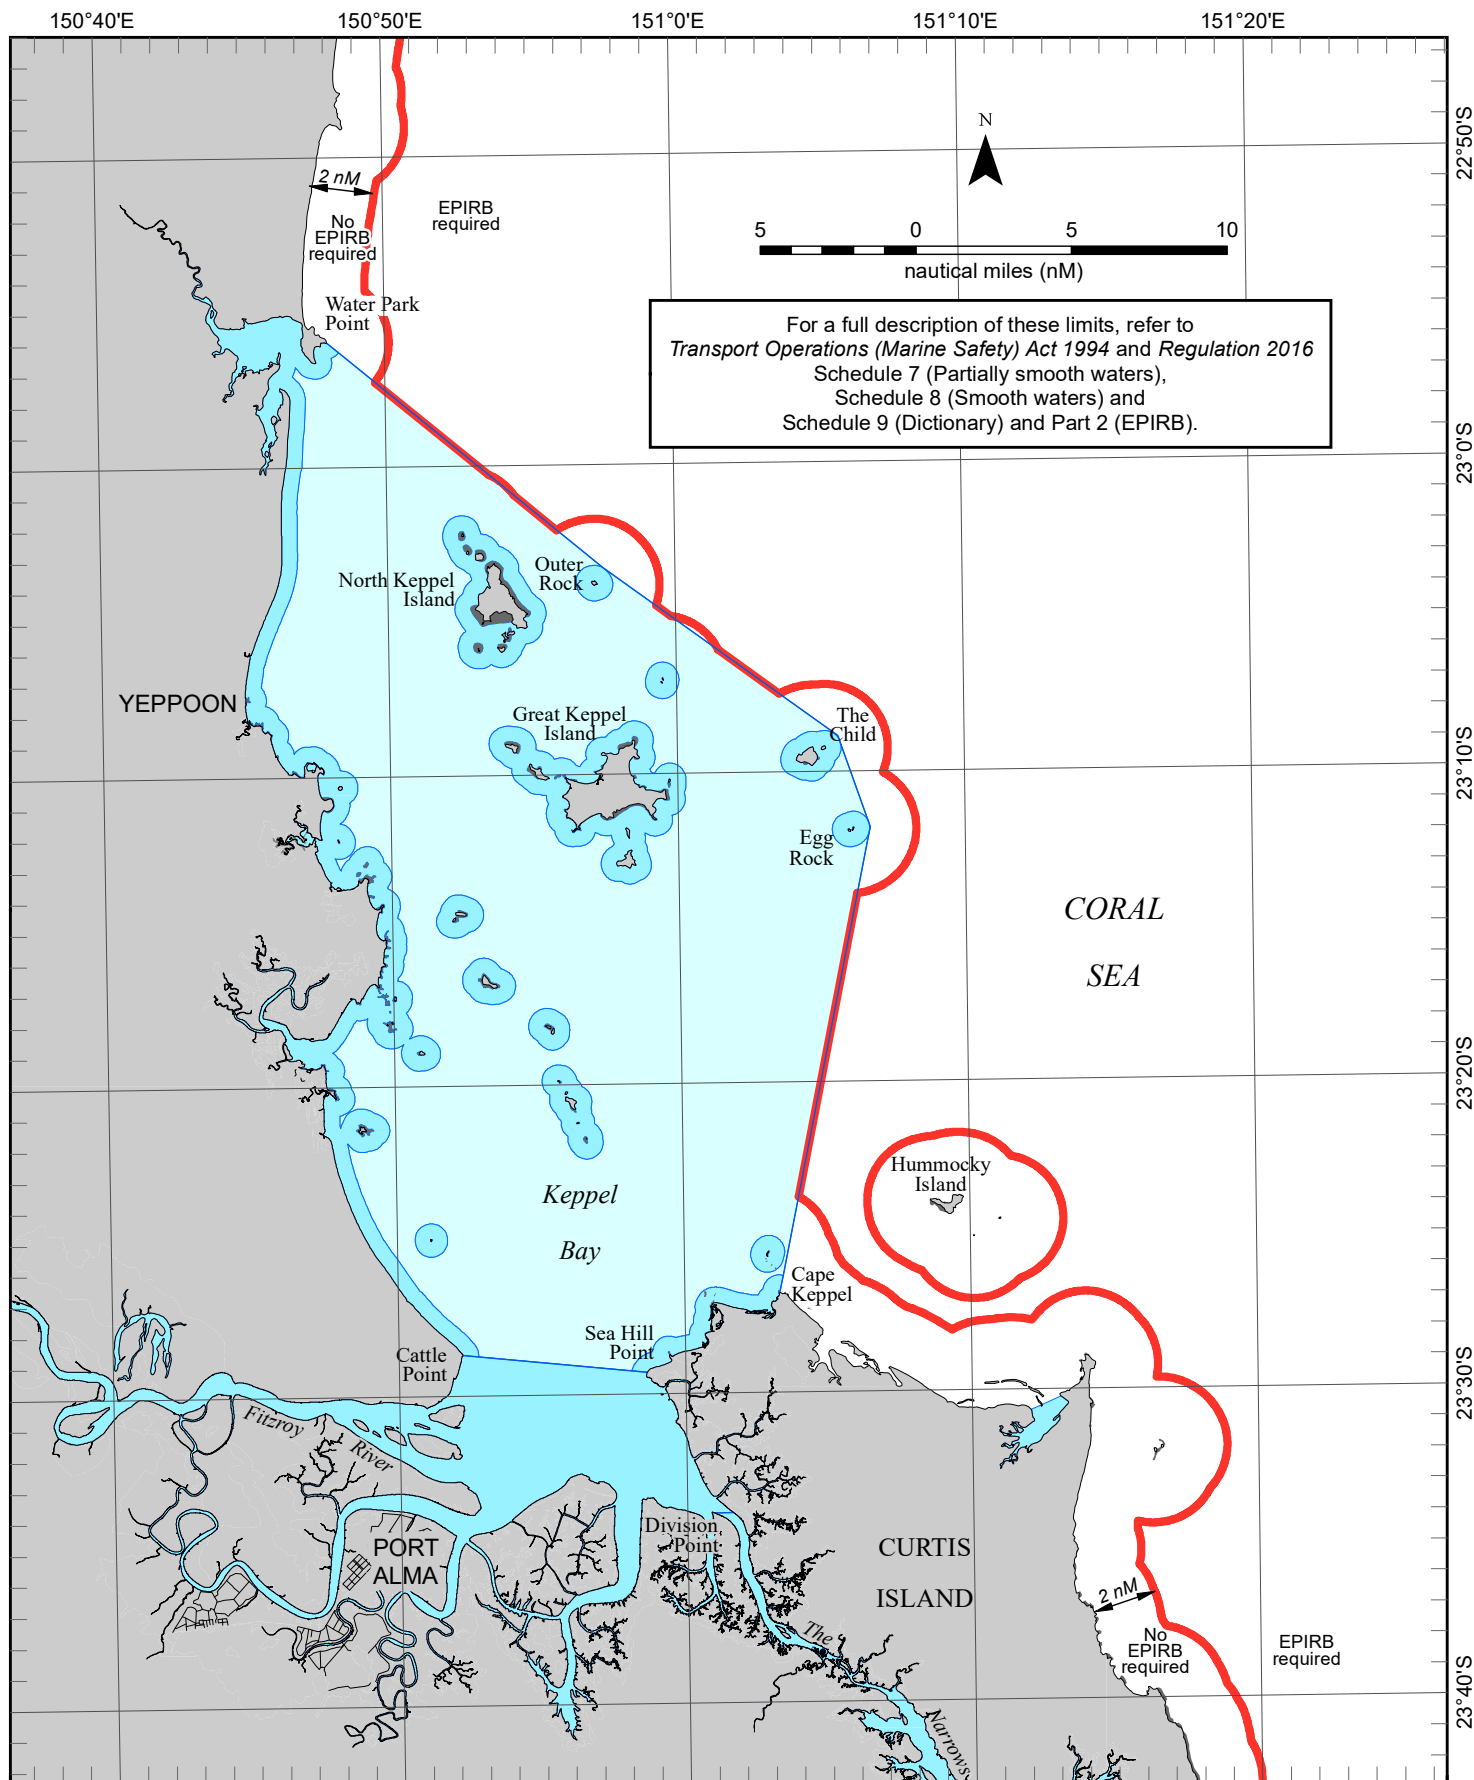 150°40'E
150°50'E
151°0'E
151°10'E
151°20'E
N
22°50'S
2 nM
No
EPIRB
required
EPIRB
required
5 0 5 10
nautical miles (nM)
Water Park
Point
For a full description of these limits, refer to
Transport Operations (Marine Safety) Act 1994 and Regulation 2016
Schedule 7 (Partially smooth waters),
Schedule 8 (Smooth waters) and
Schedule 9 (Dictionary) and Part 2 (EPIRB).
23°0'S
Outer
Rock
North Keppel
Island
YEPPOON
Great Keppel
Island
The
Child
23°10'S
Egg
Rock
CORAL
SEA
23°20'S
Hummocky
Island
Keppel
Bay
Cape
Keppel
Sea Hill
Point
Cattle
Point
23°30'S
Fitzroy
River
Division
Point
PORT
ALMA
CURTIS
ISLAND
2 nM
No
EPIRB
required
EPIRB
required
The
Narrows
23°40'S